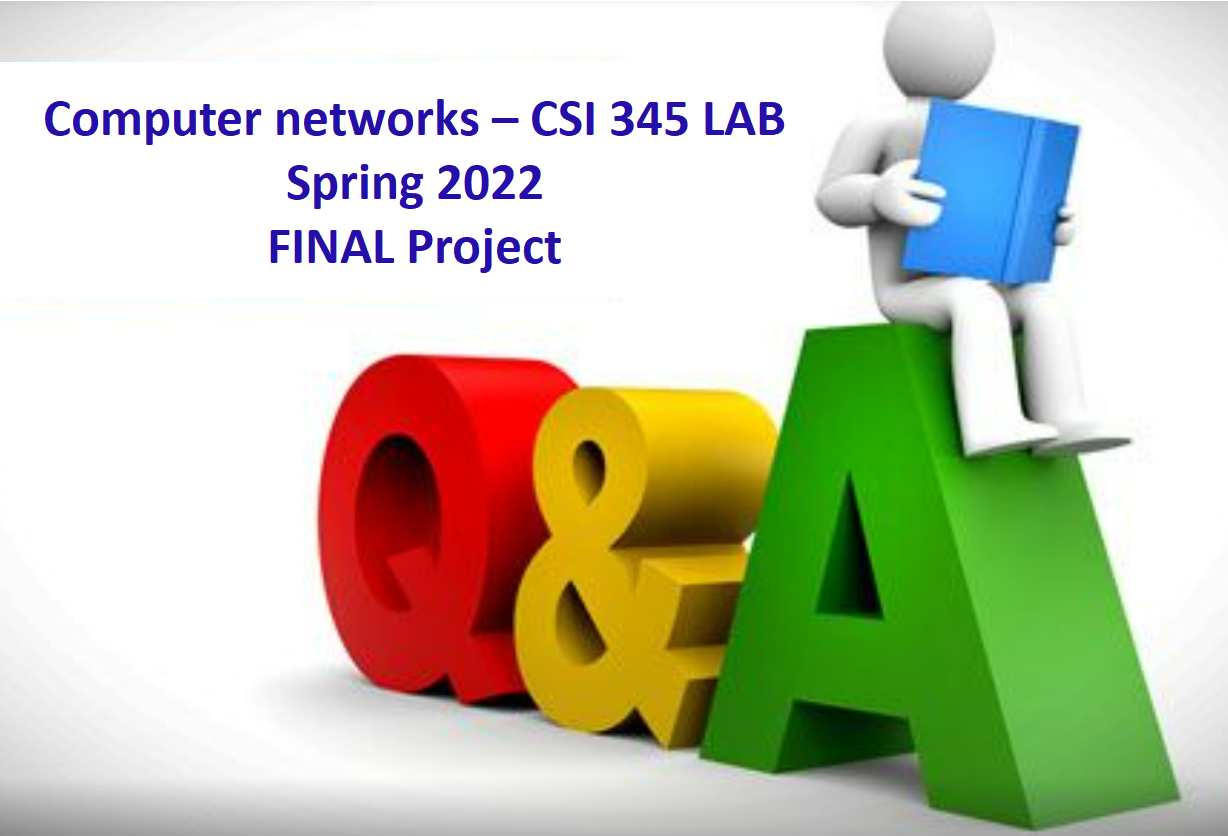 Computer networks – CSI 345 LAB
Spring 2022
FINAL Project
Q&A